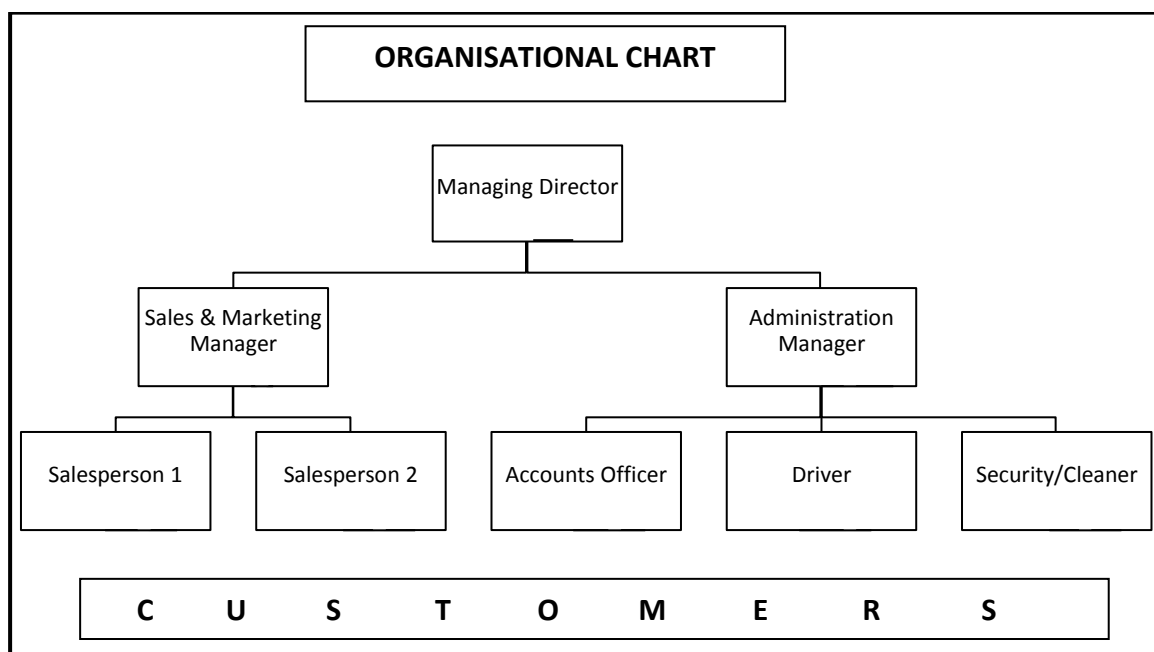 ORGANISATIONAL CHART
Managing Director
Sales & Marketing
Manager
Administration
Manager
Salesperson 1
Salesperson 2
Accounts Officer
Driver
Security/Cleaner
C U S T O M E R S